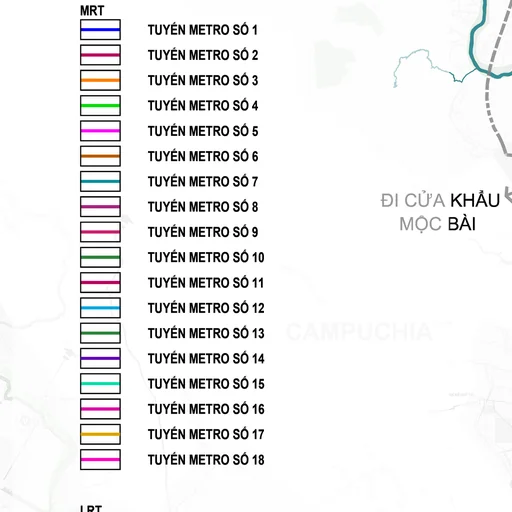 MRT
TUYẾN METRO SỐ 1
TUYẾN METRO SỐ 2
TUYẾN METRO SỐ 3
TUYẾN METRO SỐ 4
TUYẾN METRO SỐ 5
TUYẾN METRO SỐ 6
TUYẾN METRO SỐ 7
TUYẾN METRO SỐ 8
TUYẾN METRO SỐ 9
TUYẾN METRO SỐ 10
TUYẾN METRO SỐ 11
TUYẾN METRO SỐ 12
TUYẾN METRO SỐ 13
TUYẾN METRO SỐ 14
TUYẾN METRO SỐ 15
TUYẾN METRO SỐ 16
TUYẾN METRO SỐ 17
TUYẾN METRO SỐ 18
LRT
ĐI CỬA KHẨU
MỘC BÀI
CAMPUCHIA